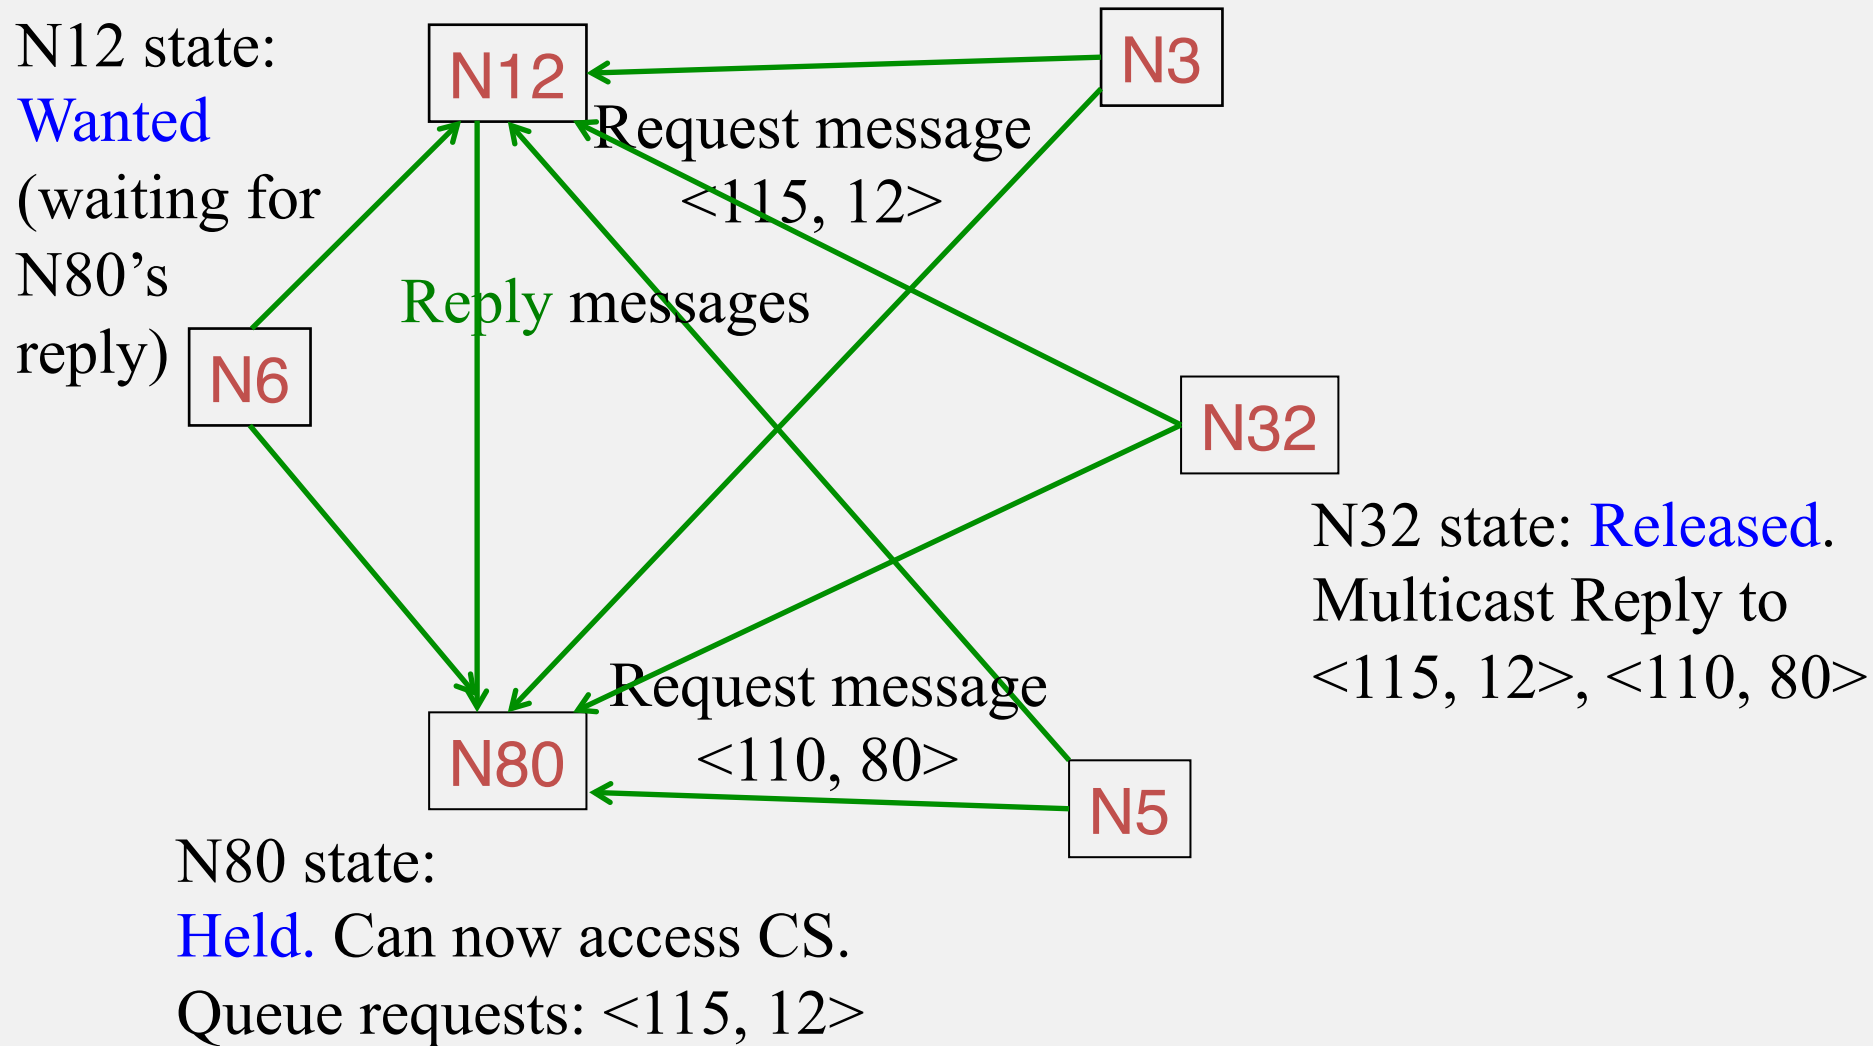 N12 state:
Wanted
(waiting for
N80’s
reply)
N12
N3
Request message
<115, 12>
Reply messages
N6
N32
N32 state: Released.
Multicast Reply to
<115, 12>, <110, 80>
Request message
<110, 80>
N80
N5
N80 state:
Held. Can now access CS.
Queue requests: <115, 12>